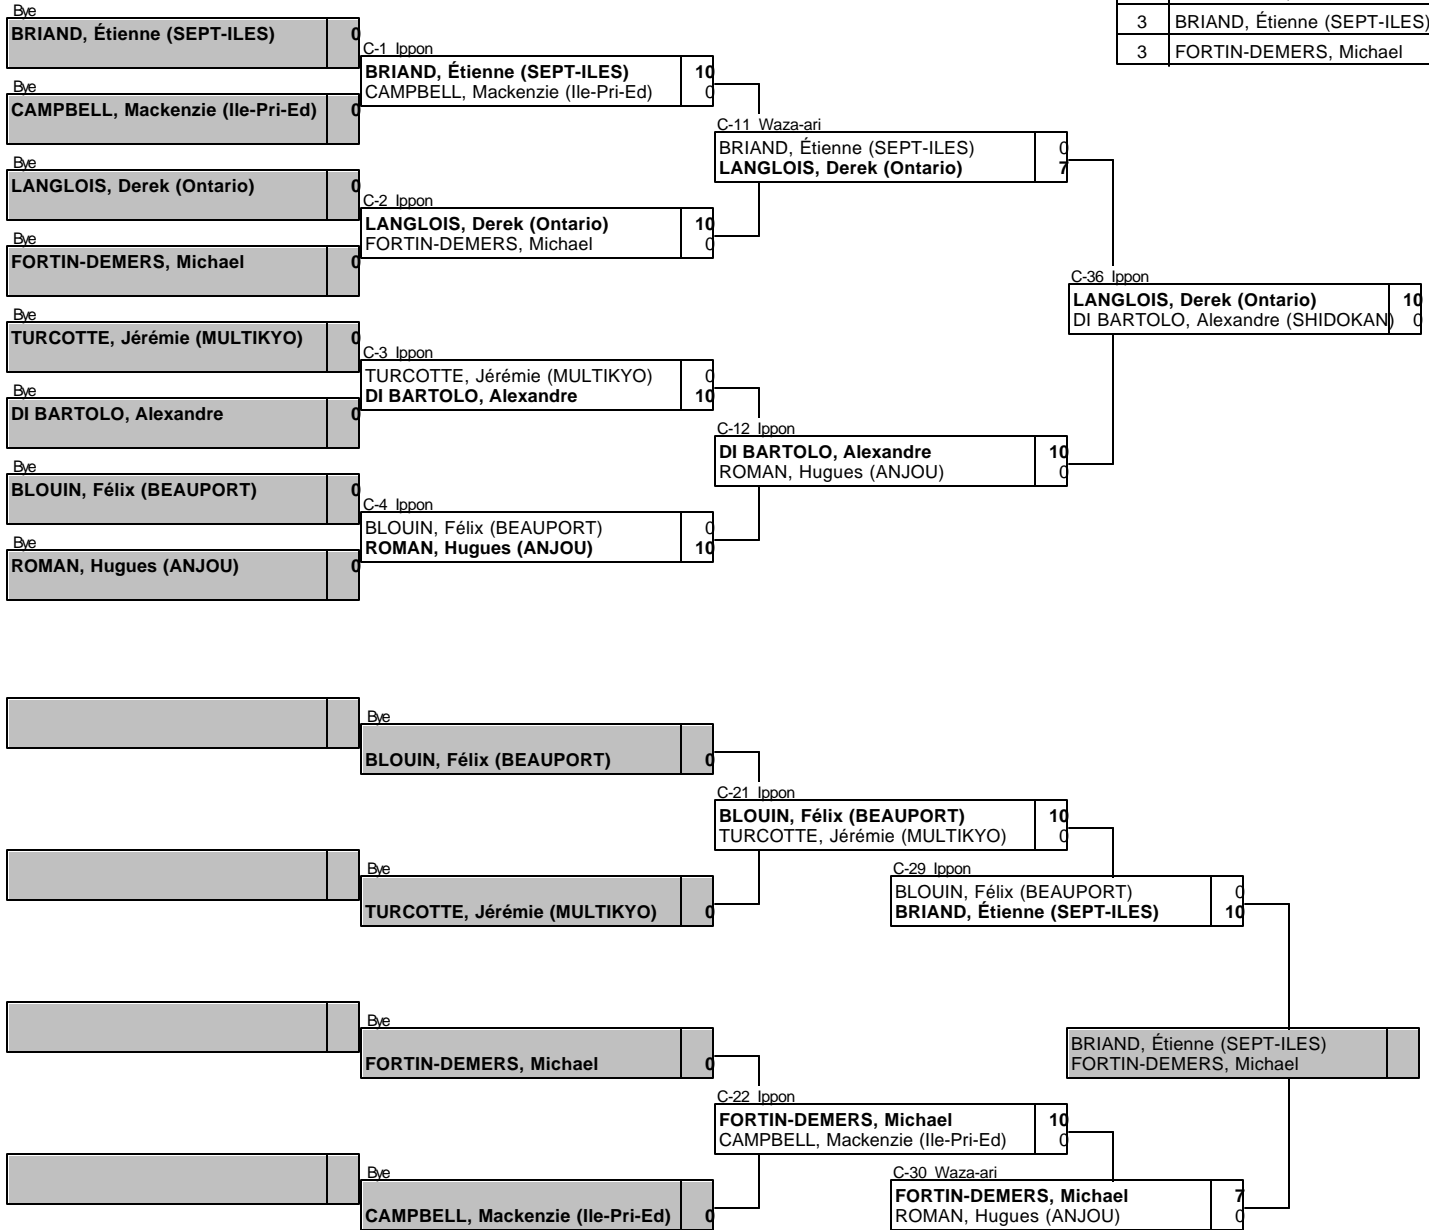 3 BRIAND, Étienne (SEPT-ILES)
3 FORTIN-DEMERS, Michael
Bye
BRIAND, Étienne (SEPT-ILES) 0
Bye
CAMPBELL, Mackenzie (Ile-Pri-Ed) 0
Bye
LANGLOIS, Derek (Ontario) 0
Bye
FORTIN-DEMERS, Michael 0
Bye
TURCOTTE, Jérémie (MULTIKYO) 0
Bye
DI BARTOLO, Alexandre 0
Bye
BLOUIN, Félix (BEAUPORT) 0
Bye
ROMAN, Hugues (ANJOU) 0
C-1 Ippon
BRIAND, Étienne (SEPT-ILES) 10
CAMPBELL, Mackenzie (Ile-Pri-Ed) 0
C-2 Ippon
LANGLOIS, Derek (Ontario) 10
FORTIN-DEMERS, Michael 0
C-3 Ippon
TURCOTTE, Jérémie (MULTIKYO) 0
DI BARTOLO, Alexandre 10
C-4 Ippon
BLOUIN, Félix (BEAUPORT) 0
ROMAN, Hugues (ANJOU) 10
C-11 Waza-ari
BRIAND, Étienne (SEPT-ILES) 0
LANGLOIS, Derek (Ontario) 7
C-12 Ippon
DI BARTOLO, Alexandre 10
ROMAN, Hugues (ANJOU) 0
C-36 Ippon
LANGLOIS, Derek (Ontario) 10
DI BARTOLO, Alexandre (SHIDOKAN) 0
Bye
BLOUIN, Félix (BEAUPORT) 0
Bye
TURCOTTE, Jérémie (MULTIKYO) 0
Bye
FORTIN-DEMERS, Michael 0
Bye
CAMPBELL, Mackenzie (Ile-Pri-Ed) 0
C-21 Ippon
BLOUIN, Félix (BEAUPORT) 10
TURCOTTE, Jérémie (MULTIKYO) 0
C-22 Ippon
FORTIN-DEMERS, Michael 10
CAMPBELL, Mackenzie (Ile-Pri-Ed) 0
C-29 Ippon
BLOUIN, Félix (BEAUPORT) 0
BRIAND, Étienne (SEPT-ILES) 10
C-30 Waza-ari
FORTIN-DEMERS, Michael 7
ROMAN, Hugues (ANJOU) 0
BRIAND, Étienne (SEPT-ILES)
FORTIN-DEMERS, Michael